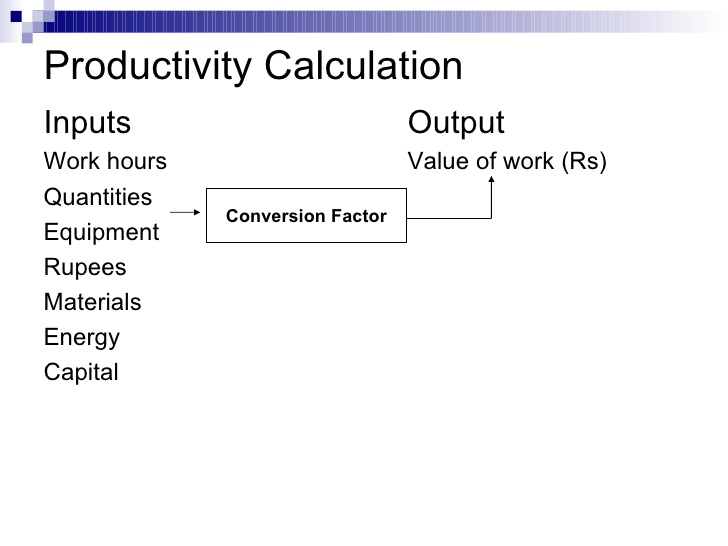 Productivity Calculation
Inputs
Work hours
Quantities
Equipment
Rupees
Materials
Energy
Capital
Conversion Factor
Output
Value of work (Rs)